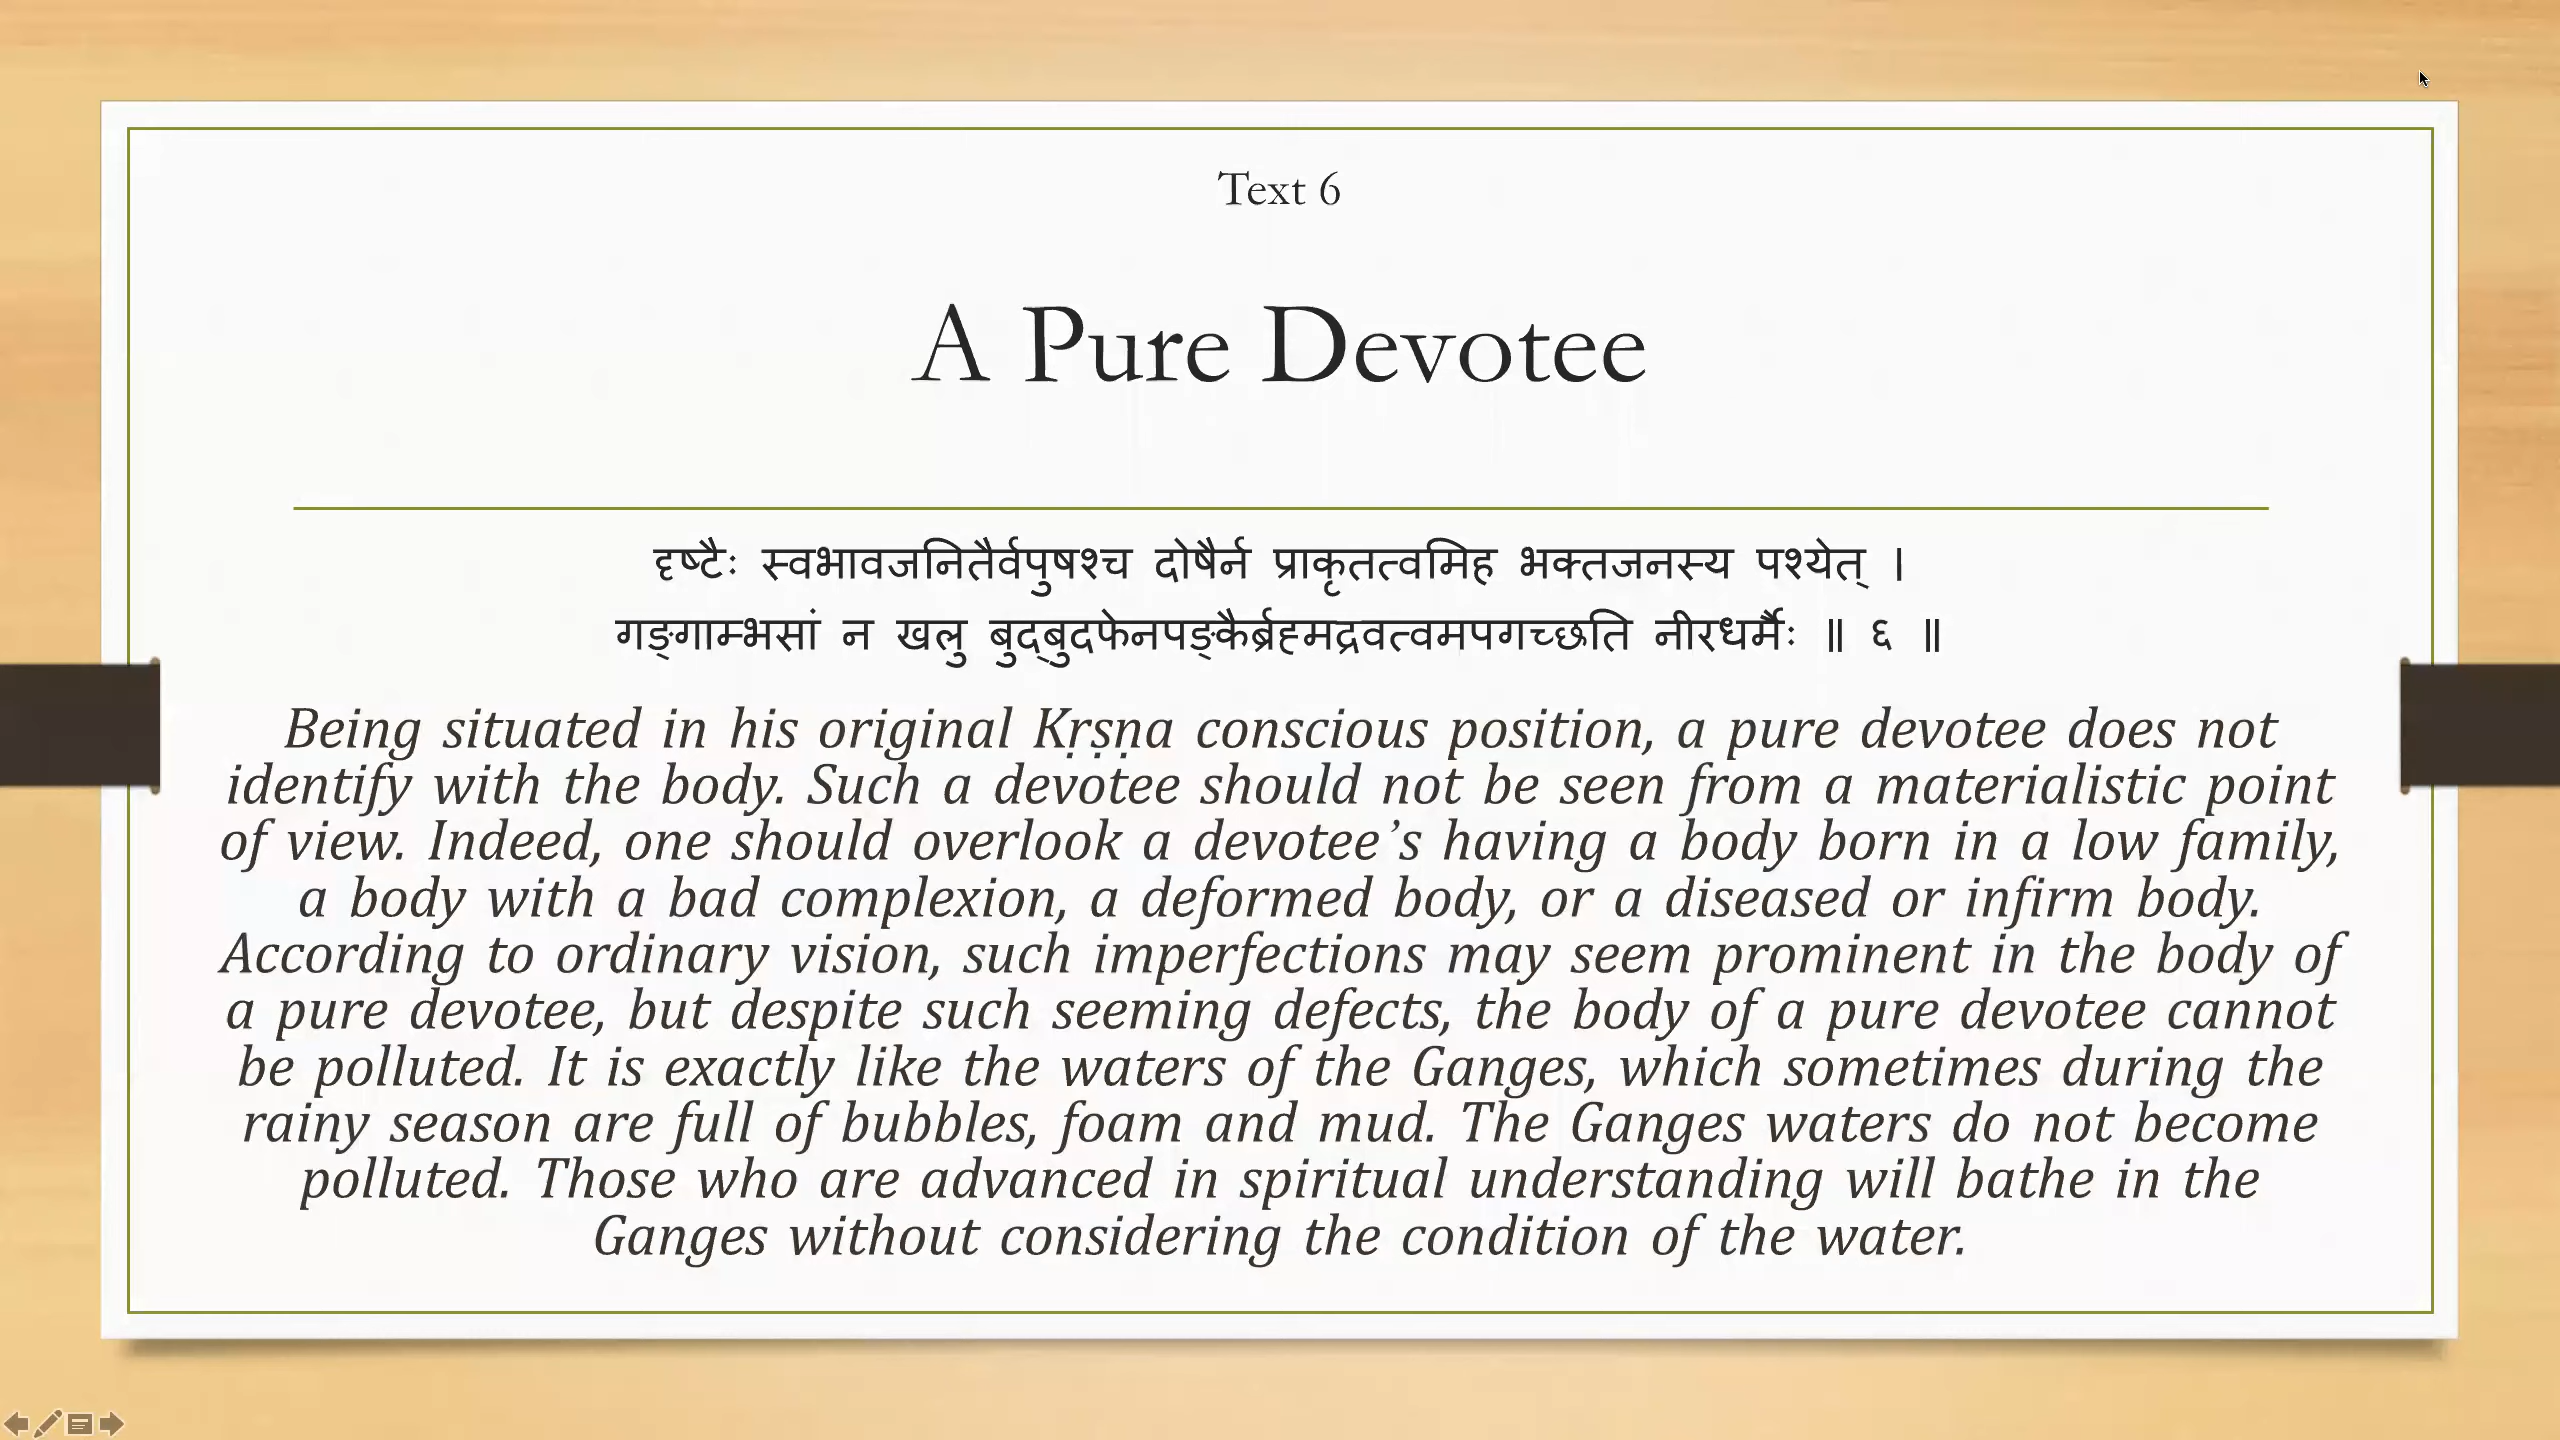 Text 6
A Pure Devotee
दृष्टैः स्वभावजनितैर्वपुषश्च दोषैर्न प्राकृतत्वमिह भक्तजनस्य पश्येत् ।
गङ्गाम्भसां न खलु बुद्बुदफेनपङ्कैर्ब्रह्मद्रवत्वमपगच्छति नीरधर्मैः ॥ ६ ॥
Being situated in his original Kṛṣṇa conscious position, a pure devotee does not
identify with the body. Such a devotee should not be seen from a materialistic point
of view. Indeed, one should overlook a devotee’s having a body born in a low family,
a body with a bad complexion, a deformed body, or a diseased or infirm body.
According to ordinary vision, such imperfections may seem prominent in the body of
a pure devotee, but despite such seeming defects, the body of a pure devotee cannot
be polluted. It is exactly like the waters of the Ganges, which sometimes during the
rainy season are full of bubbles, foam and mud. The Ganges waters do not become
polluted. Those who are advanced in spiritual understanding will bathe in the
Ganges without considering the condition of the water.